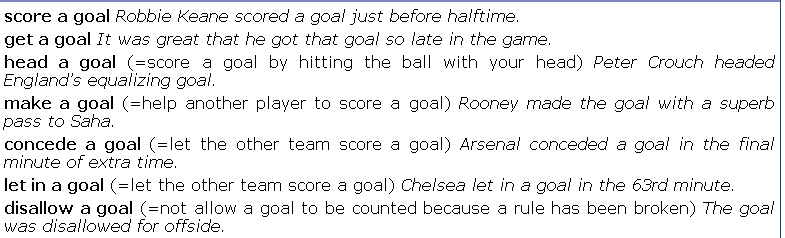 score a goal Robbie Keane scored a goal just before halftime.
get a goal It was great that he got that goal so late in the game.
head a goal (=score a goal by hitting the ball with your head) Peter Crouch headed
England's equalizing goal.
make a goal (=help another player to score a goal) Rooney made the goal with a superb
pass to Saha.
concede a goal (=let the other team score a goal) Arsenal conceded a goal in the final
minute of extra time.
let in a goal (=let the other team score a goal) Chelsea let in a goal in the 63rd minute.
disallow a goal (=not allow a goal to be counted because a rule has been broken) The goal
was disallowed for offside.